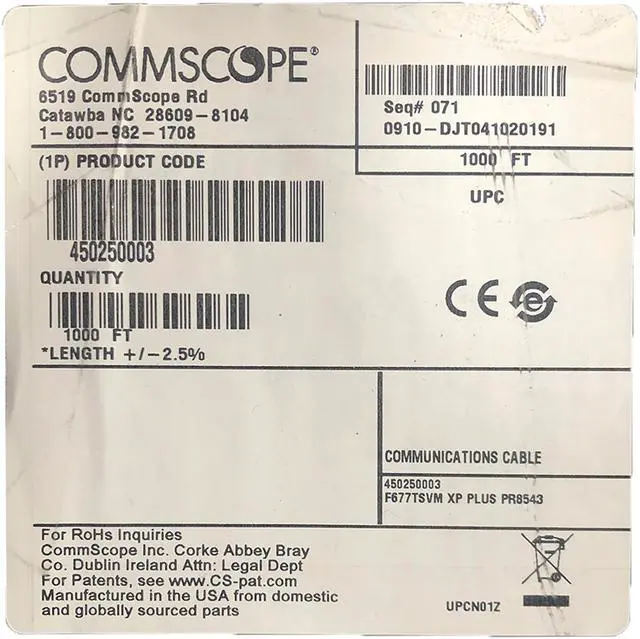 COMMSCOPE®
6519 CommScope Rd
Catawba NC 28609-8104
1-800-982-1708
Seq# 071
0910-DJT041020191
1000 FT
(1P) PRODUCT CODE
450250003
UPC
QUANTITY
1000 FT
*LENGTH +/-2.5%
CE e
COMMUNICATIONS CABLE
450250003
F677TSVM XP PLUS PR8543
For RoHs Inquiries
CommScope Inc. Corke Abbey Bray
Co. Dublin Ireland Attn: Legal Dept
For Patents, see www.CS-pat.com
Manufactured in the USA from domestic
and globally sourced parts
UPCN01Z